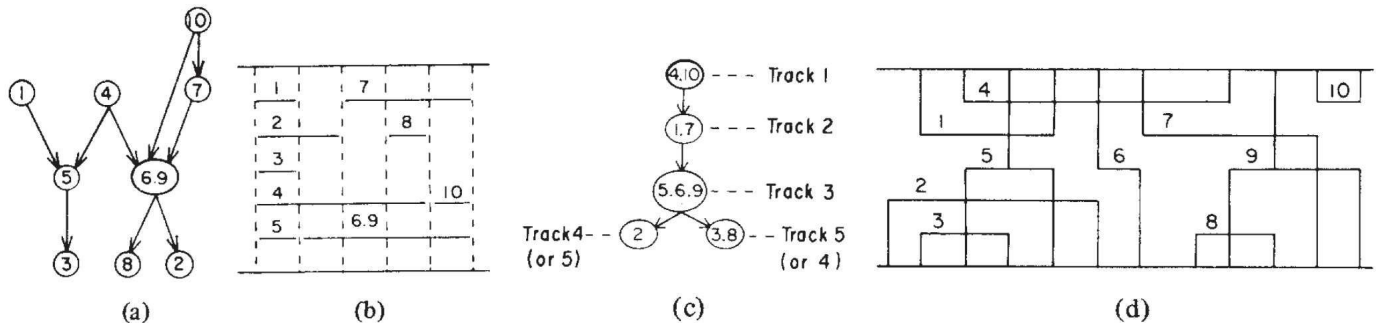 10
1 4 7
5 6.9
3 8 2
(a)
1 7
2 8
3
4 10
5 6.9
(b)
4.10 --- Track 1
1.7 --- Track 2
5.6.9 --- Track 3
Track4-- 2 3.8 -- Track 5
(or 5) (or 4)
(c)
4 10
1 7
5 6 9
2
3 8
(d)